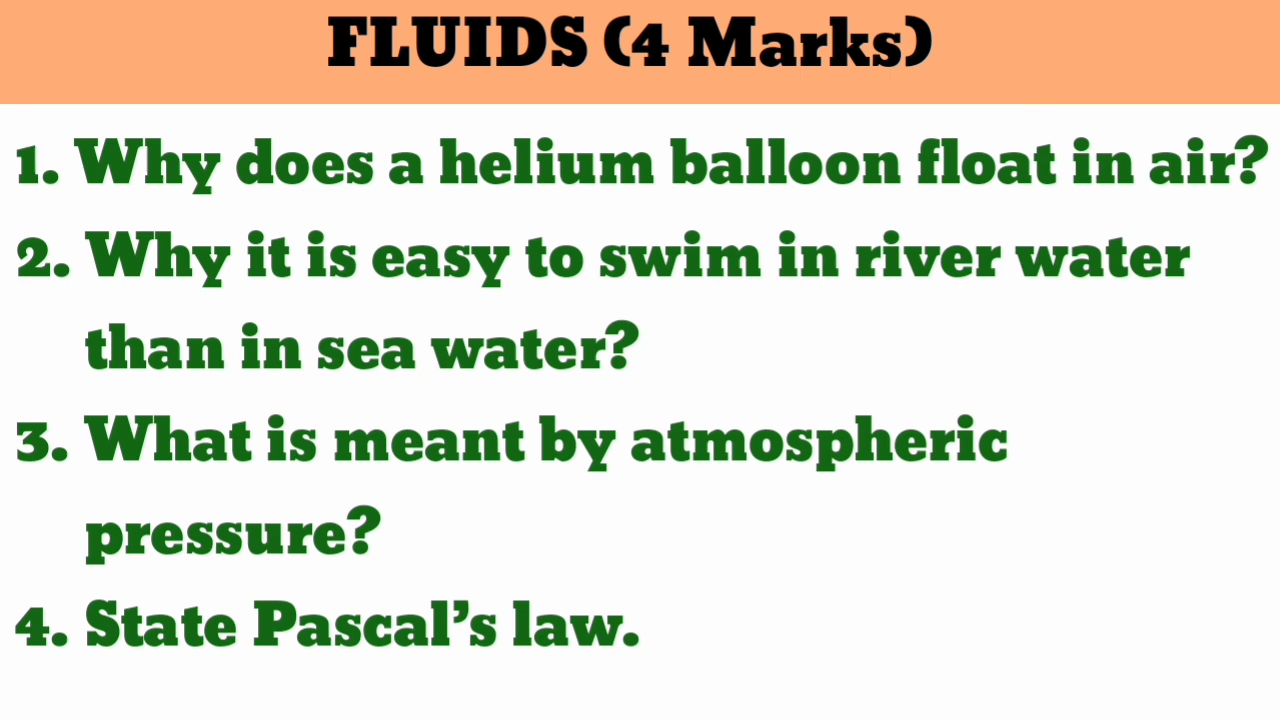 FLUIDS (4 Marks)
1. Why does a helium balloon float in air?
2. Why it is easy to swim in river water
than in sea water?
3. What is meant by atmospheric
pressure?
4. State Pascal’s law.